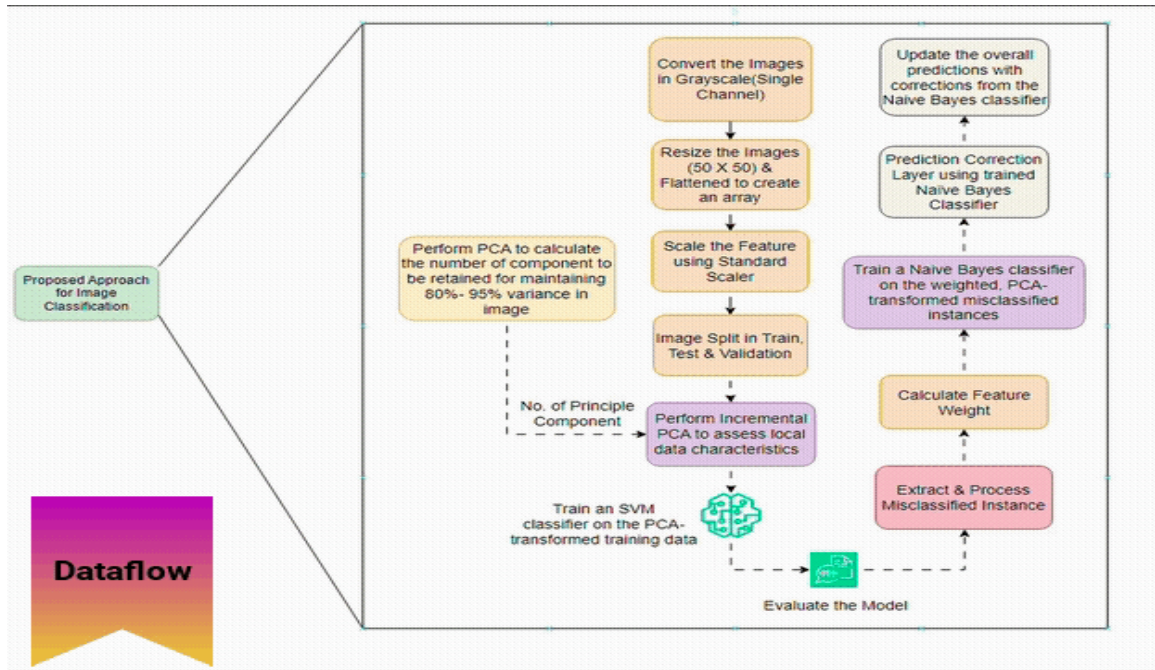 Proposed Approach
for Image
Classification
Convert the Images
in Grayscale(Single
Channel)
Resize the Images
(50 X 50) &
Flattened to create
an array
Scale the Feature
using Standard
Scaler
Image Split in Train,
Test & Validation
Perform PCA to calculate
the number of component to
be retained for maintaining
80%- 95% variance in
image
No. of Principle
Component
Perform Incremental
PCA to assess local
data characteristics
Train an SVM
classifier on the PCA-
transformed training data
Evaluate the Model
Extract & Process
Misclassified Instance
Calculate Feature
Weight
Train a Naive Bayes classifier
on the weighted, PCA-
transformed misclassified
instances
Prediction Correction
Layer using trained
Naïve Bayes
Classifier
Update the overall
predictions with
corrections from the
Naive Bayes classifier
Dataflow